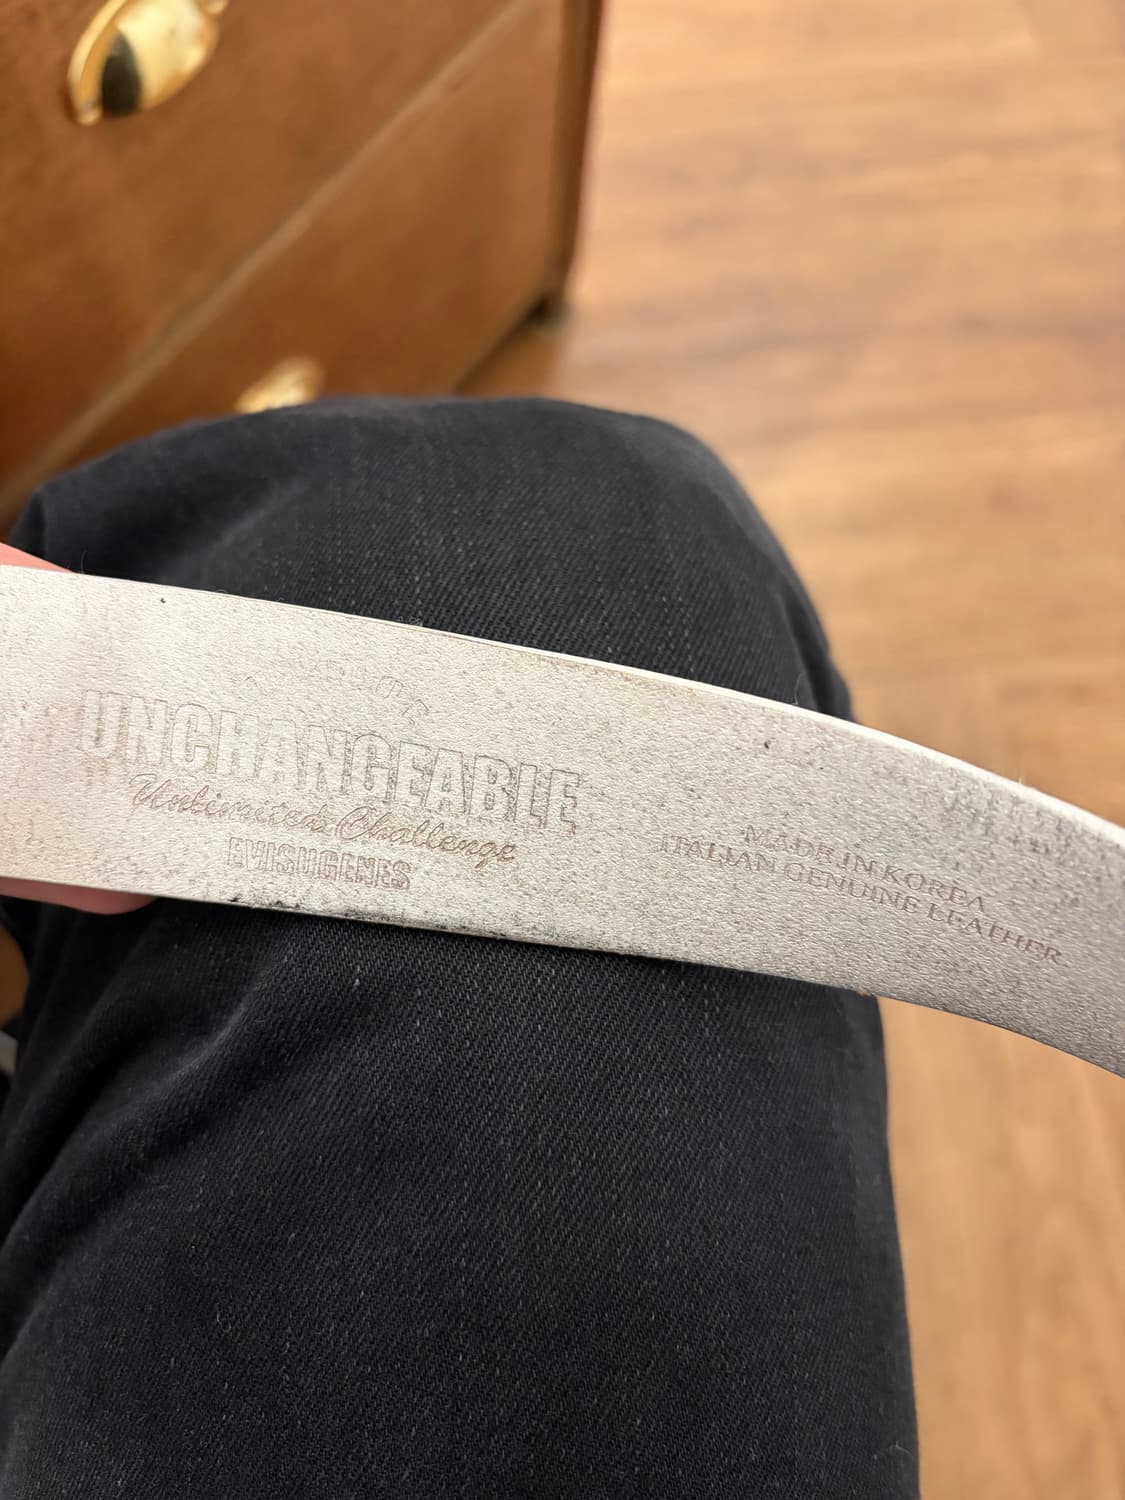 UNCHANGEABLE
Unlimited Challenge
EVISUGENES
MADE IN KOREA
ITALIAN GENUINE LEATHER